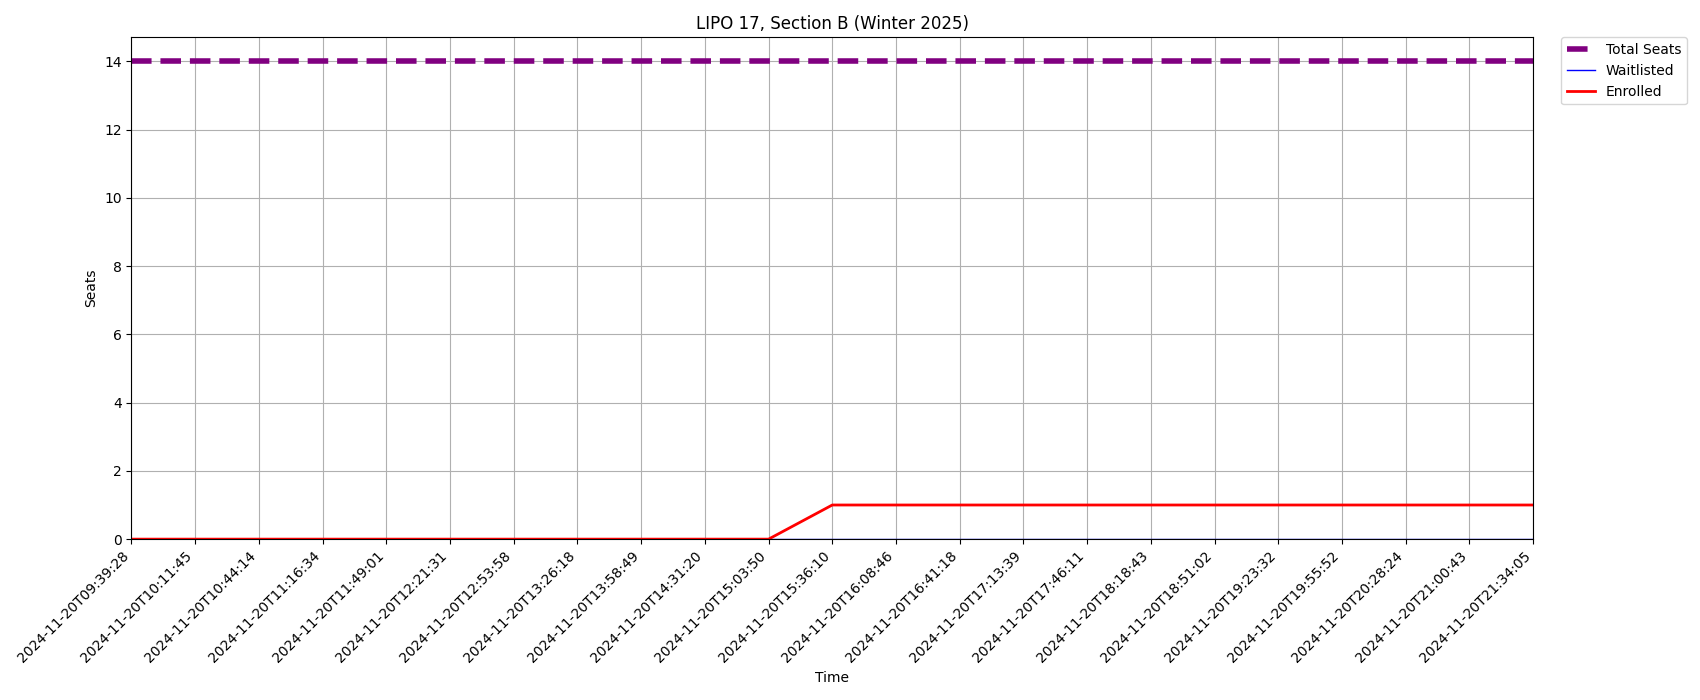 LIPO 17, Section B (Winter 2025)
Total Seats
Waitlisted
Enrolled
Seats
14
12
10
8
6
4
2
0
2024-11-20T09:39:28
2024-11-20T10:11:45
2024-11-20T10:44:14
2024-11-20T11:16:34
2024-11-20T11:49:01
2024-11-20T12:21:31
2024-11-20T12:53:58
2024-11-20T13:26:18
2024-11-20T13:58:49
2024-11-20T14:31:20
2024-11-20T15:03:50
2024-11-20T15:36:10
2024-11-20T16:08:46
2024-11-20T16:41:18
2024-11-20T17:13:39
2024-11-20T17:46:11
2024-11-20T18:18:43
2024-11-20T18:51:02
2024-11-20T19:23:32
2024-11-20T19:55:52
2024-11-20T20:28:24
2024-11-20T21:00:43
2024-11-20T21:34:05
Time